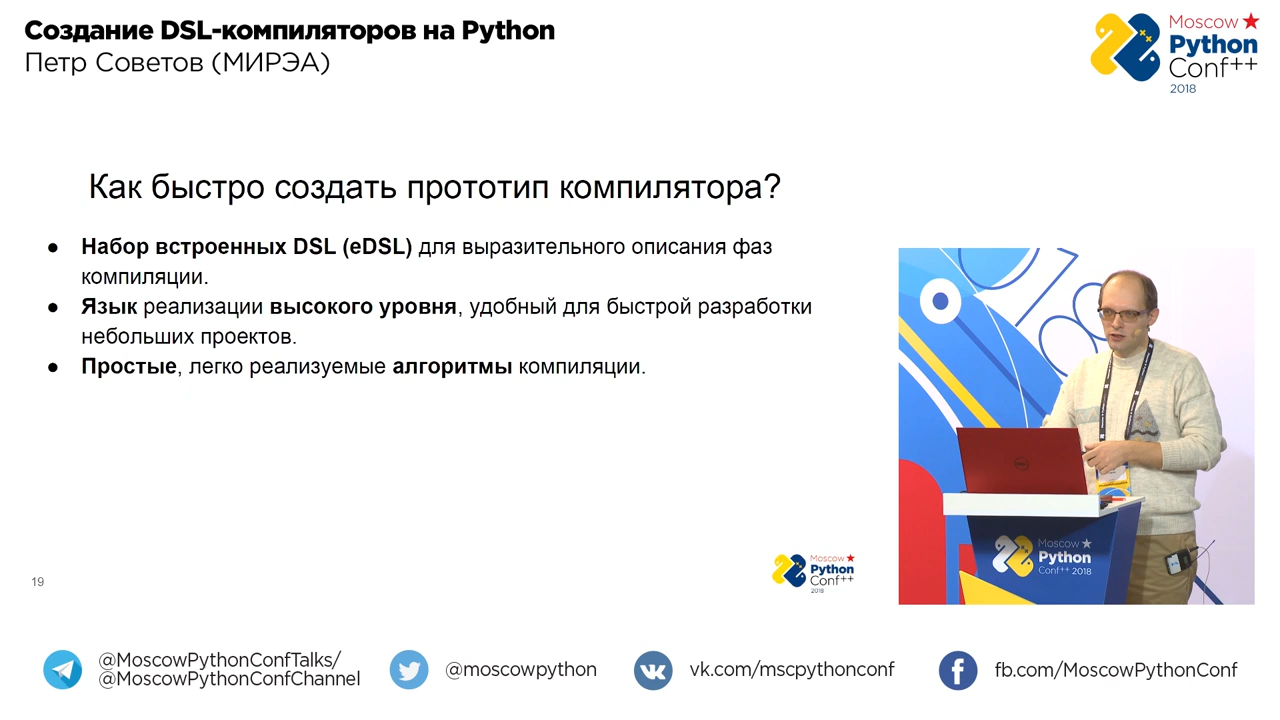 Создание DSL-компиляторов на Python
Петр Советов (МИРЭА)
Moscow
Python
Conf++
2018
Как быстро создать прототип компилятора?
● Набор встроенных DSL (eDSL) для выразительного описания фаз
компиляции.
● Язык реализации высокого уровня, удобный для быстрой разработки
небольших проектов.
● Простые, легко реализуемые алгоритмы компиляции.
Moscow
Python
Conf++ 2018
19
Moscow
Python
Conf++
2018
@MoscowPythonConfTalks/
@MoscowPythonConfChannel
@moscowpython
vk.com/mscpythonconf
fb.com/MoscowPythonConf